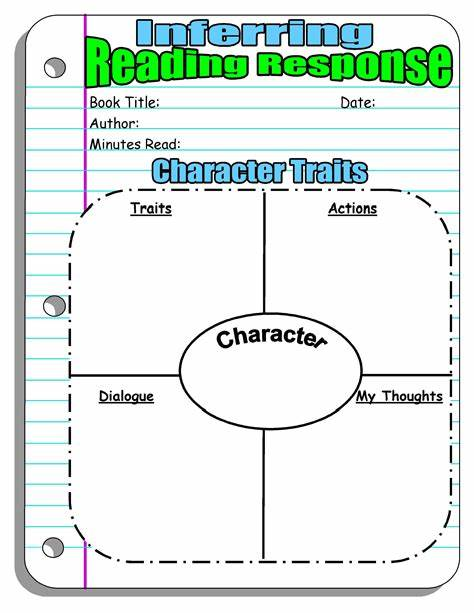 Inferring
Reading Response
Book Title: Date:
Author:
Minutes Read:
Character Traits
Traits Actions
Character
Dialogue My Thoughts